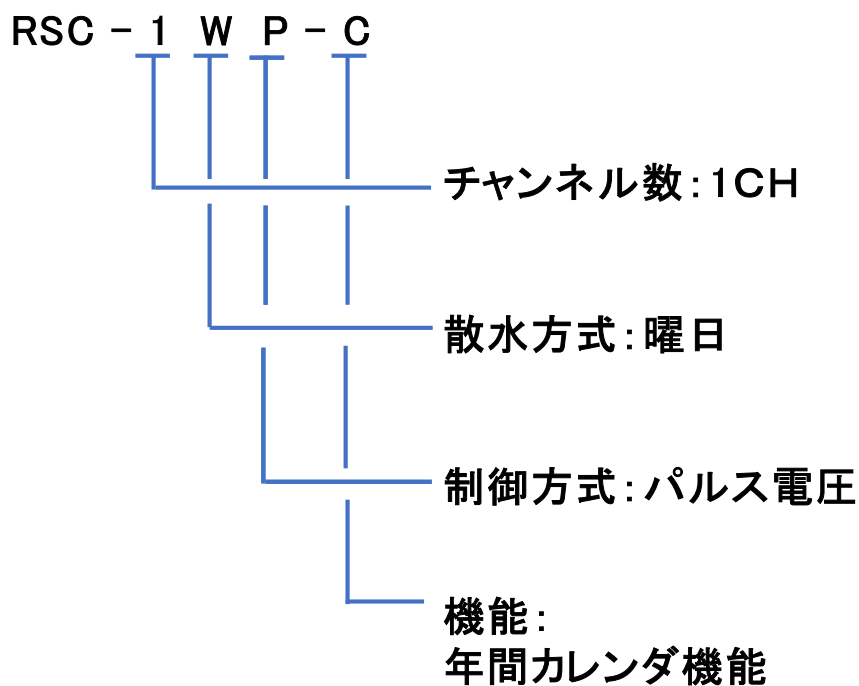 RSC-1WP-C
チャンネル数:1CH
散水方式:曜日
制御方式:パルス電圧
機能:
年間カレンダ機能